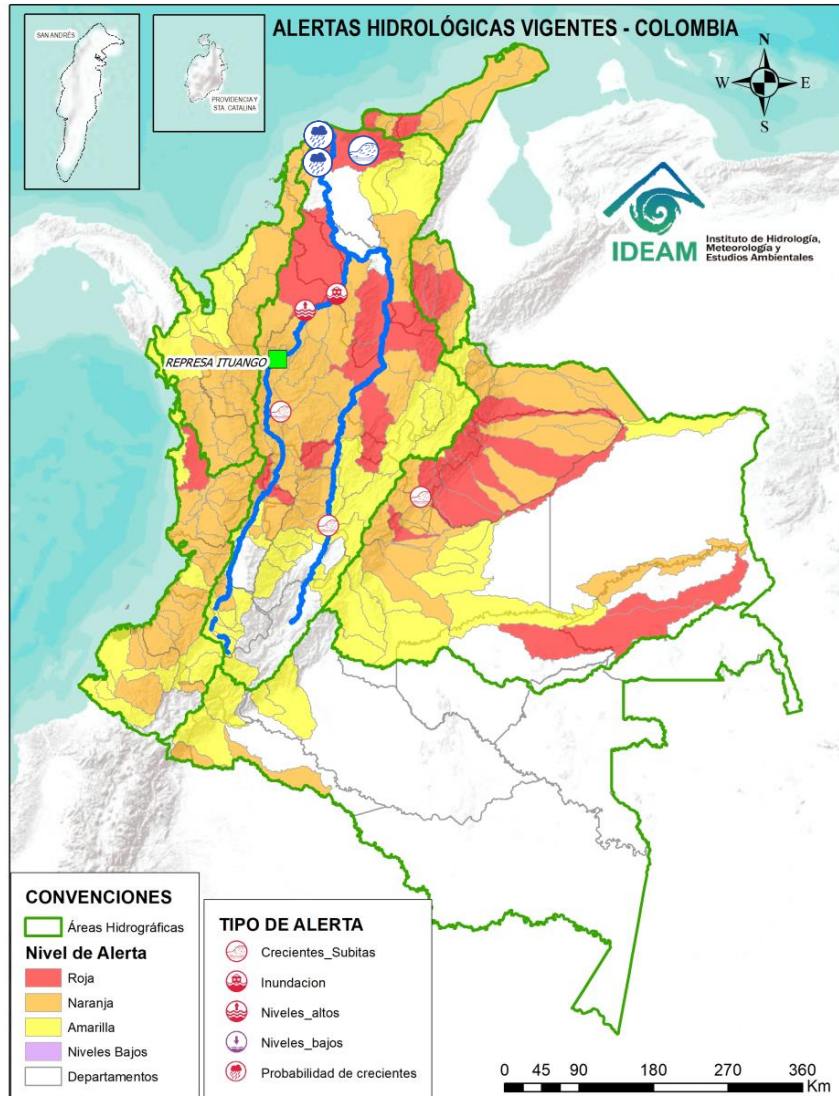 ALERTAS HIDROLÓGICAS VIGENTES - COLOMBIA
SAN ANDRÉS
PROVIDENCIA Y
STA. CATALINA
N
W
E
S
IDEAM
Instituto de Hidrología,
Meteorología y
Estudios Ambientales
REPRESA ITUANGO
CONVENCIONES
Áreas Hidrográficas
Nivel de Alerta
Roja
Naranja
Amarilla
Niveles Bajos
Departamentos
TIPO DE ALERTA
Crecientes_Subitas
Inundacion
Niveles_altos
Niveles_bajos
Probabilidad de crecientes
0 45 90 180 270 360
Km